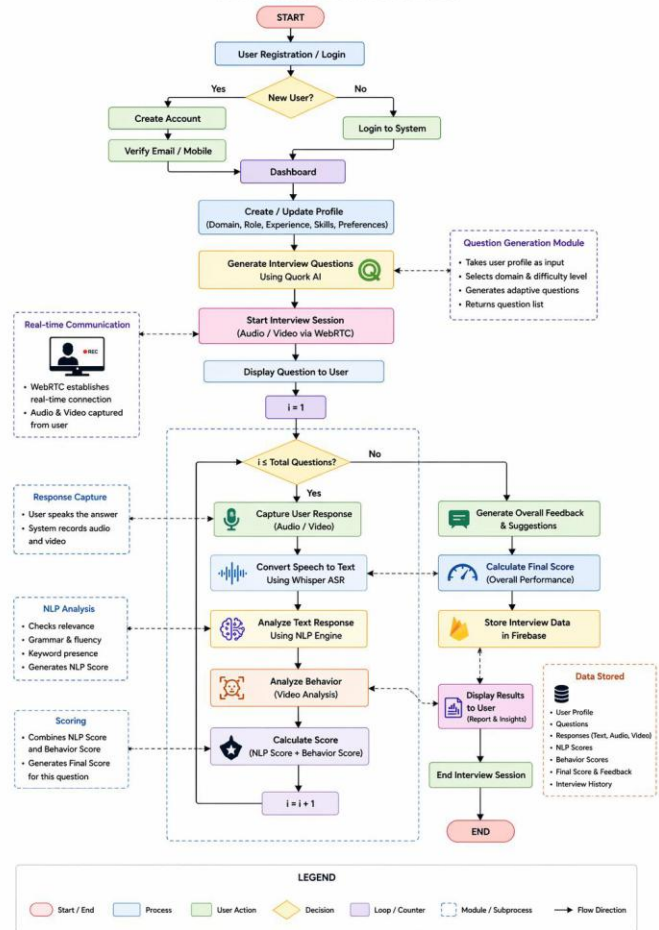 START
User Registration / Login
New User?
Yes
No
Create Account
Login to System
Verify Email / Mobile
Dashboard
Create / Update Profile
(Domain, Role, Experience, Skills, Preferences)
Generate Interview Questions
Using Quork AI
Question Generation Module
• Takes user profile as input
• Selects domain & difficulty level
• Generates adaptive questions
• Returns question list
Start Interview Session
(Audio / Video via WebRTC)
Real-time Communication
REC
• WebRTC establishes
real-time connection
• Audio & Video captured
from user
Display Question to User
i = 1
i ≤ Total Questions?
No
Yes
Response Capture
• User speaks the answer
• System records audio
and video
Capture User Response
(Audio / Video)
Generate Overall Feedback
& Suggestions
Convert Speech to Text
Using Whisper ASR
Calculate Final Score
(Overall Performance)
NLP Analysis
• Checks relevance
• Grammar & fluency
• Keyword presence
• Generates NLP Score
Analyze Text Response
Using NLP Engine
Store Interview Data
in Firebase
Analyze Behavior
(Video Analysis)
Display Results
to User
(Report & Insights)
Data Stored
• User Profile
• Questions
• Responses (Text, Audio, Video)
• NLP Scores
• Behavior Scores
• Final Score & Feedback
• Interview History
Scoring
• Combines NLP Score
and Behavior Score
• Generates Final Score
for this question
Calculate Score
(NLP Score + Behavior Score)
End Interview Session
i = i + 1
END
LEGEND
Start / End
Process
User Action
Decision
Loop / Counter
Module / Subprocess
Flow Direction